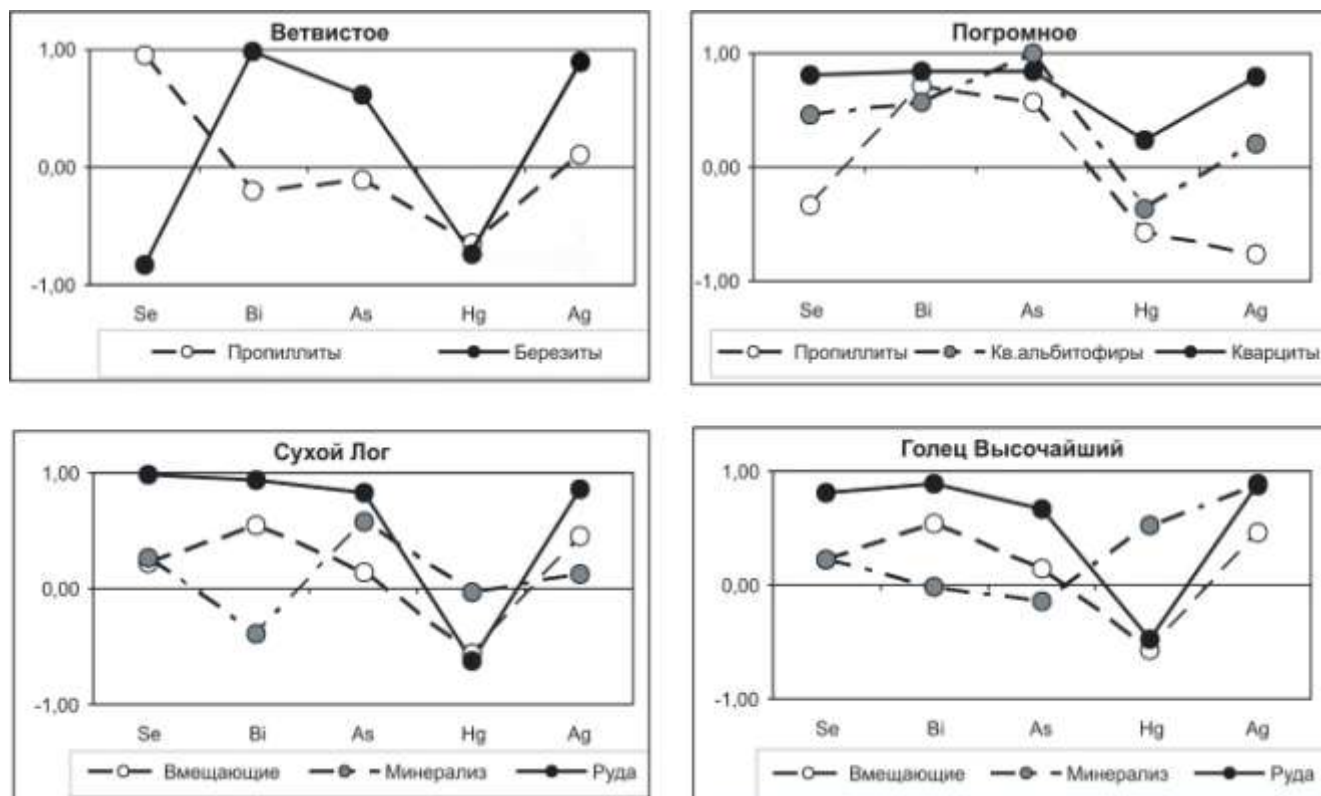 Ветвистое
1,00
0,00
-1,00
Se Bi As Hg Ag
Пропиллиты Березиты
Погромное
1,00
0,00
-1,00
Se Bi As Hg Ag
Пропиллиты Кв.альбитофиры Кварциты
Сухой Лог
1,00
0,00
-1,00
Se Bi As Hg Ag
Вмещающие Минерализ Руда
Голец Высочайший
1,00
0,00
-1,00
Se Bi As Hg Ag
Вмещающие Минерализ Руда